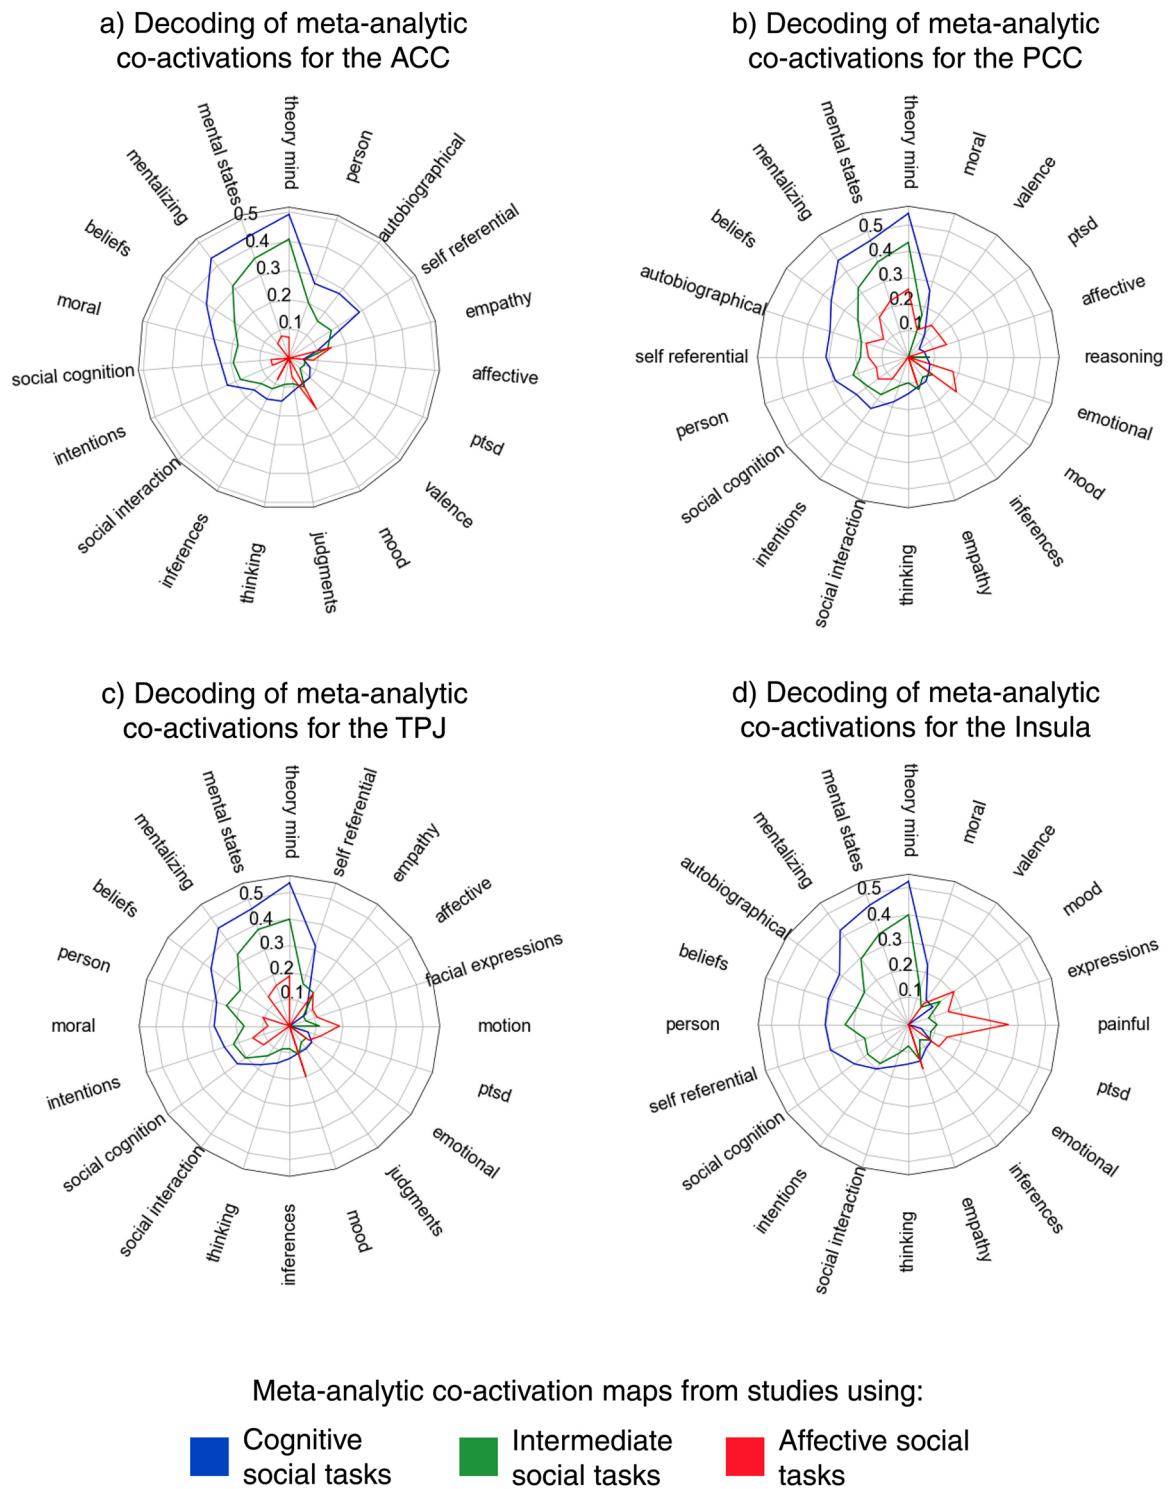 a) Decoding of meta-analytic
co-activations for the ACC
theory mind
person
autobiographical
self referential
empathy
affective
ptsd
valence
mood
judgments
thinking
inferences
social interaction
intentions
social cognition
moral
beliefs
mentalizing
mental states
0.5
0.4
0.3
0.2
0.1
b) Decoding of meta-analytic
co-activations for the PCC
theory mind
moral
valence
ptsd
affective
reasoning
emotional
mood
inferences
empathy
thinking
social interaction
intentions
social cognition
person
self referential
autobiographical
beliefs
mentalizing
mental states
0.5
0.4
0.3
0.2
0.1
c) Decoding of meta-analytic
co-activations for the TPJ
theory mind
self referential
empathy
affective
facial expressions
motion
ptsd
emotional
judgments
mood
inferences
thinking
social interaction
social cognition
intentions
moral
person
beliefs
mentalizing
mental states
0.5
0.4
0.3
0.2
0.1
d) Decoding of meta-analytic
co-activations for the Insula
theory mind
moral
valence
mood
expressions
painful
ptsd
emotional
inferences
empathy
thinking
social interaction
intentions
social cognition
self referential
person
beliefs
autobiographical
mentalizing
mental states
0.5
0.4
0.3
0.2
0.1
Meta-analytic co-activation maps from studies using:
Cognitive
social tasks
Intermediate
social tasks
Affective social
tasks